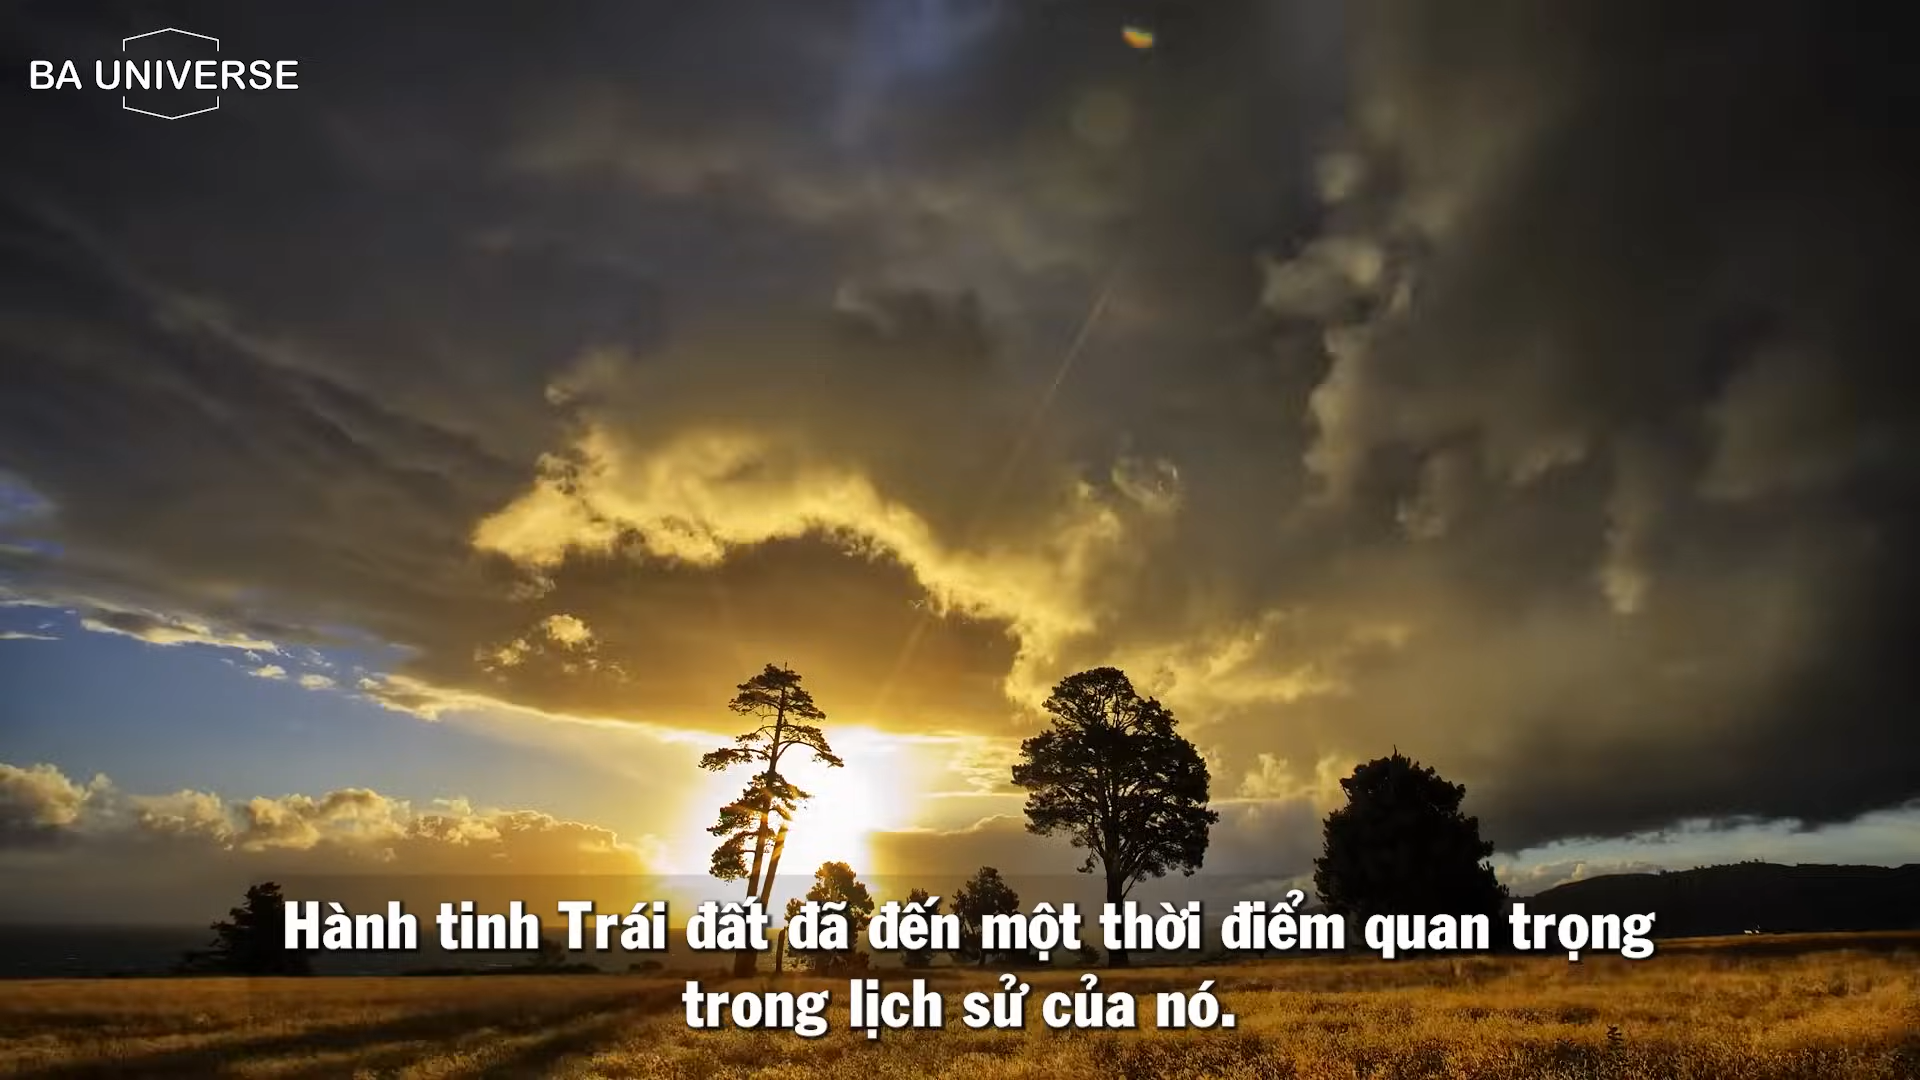 BA UNIVERSE
Hành tinh Trái đất đã đến một thời điểm quan trọng
trong lịch sử của nó.